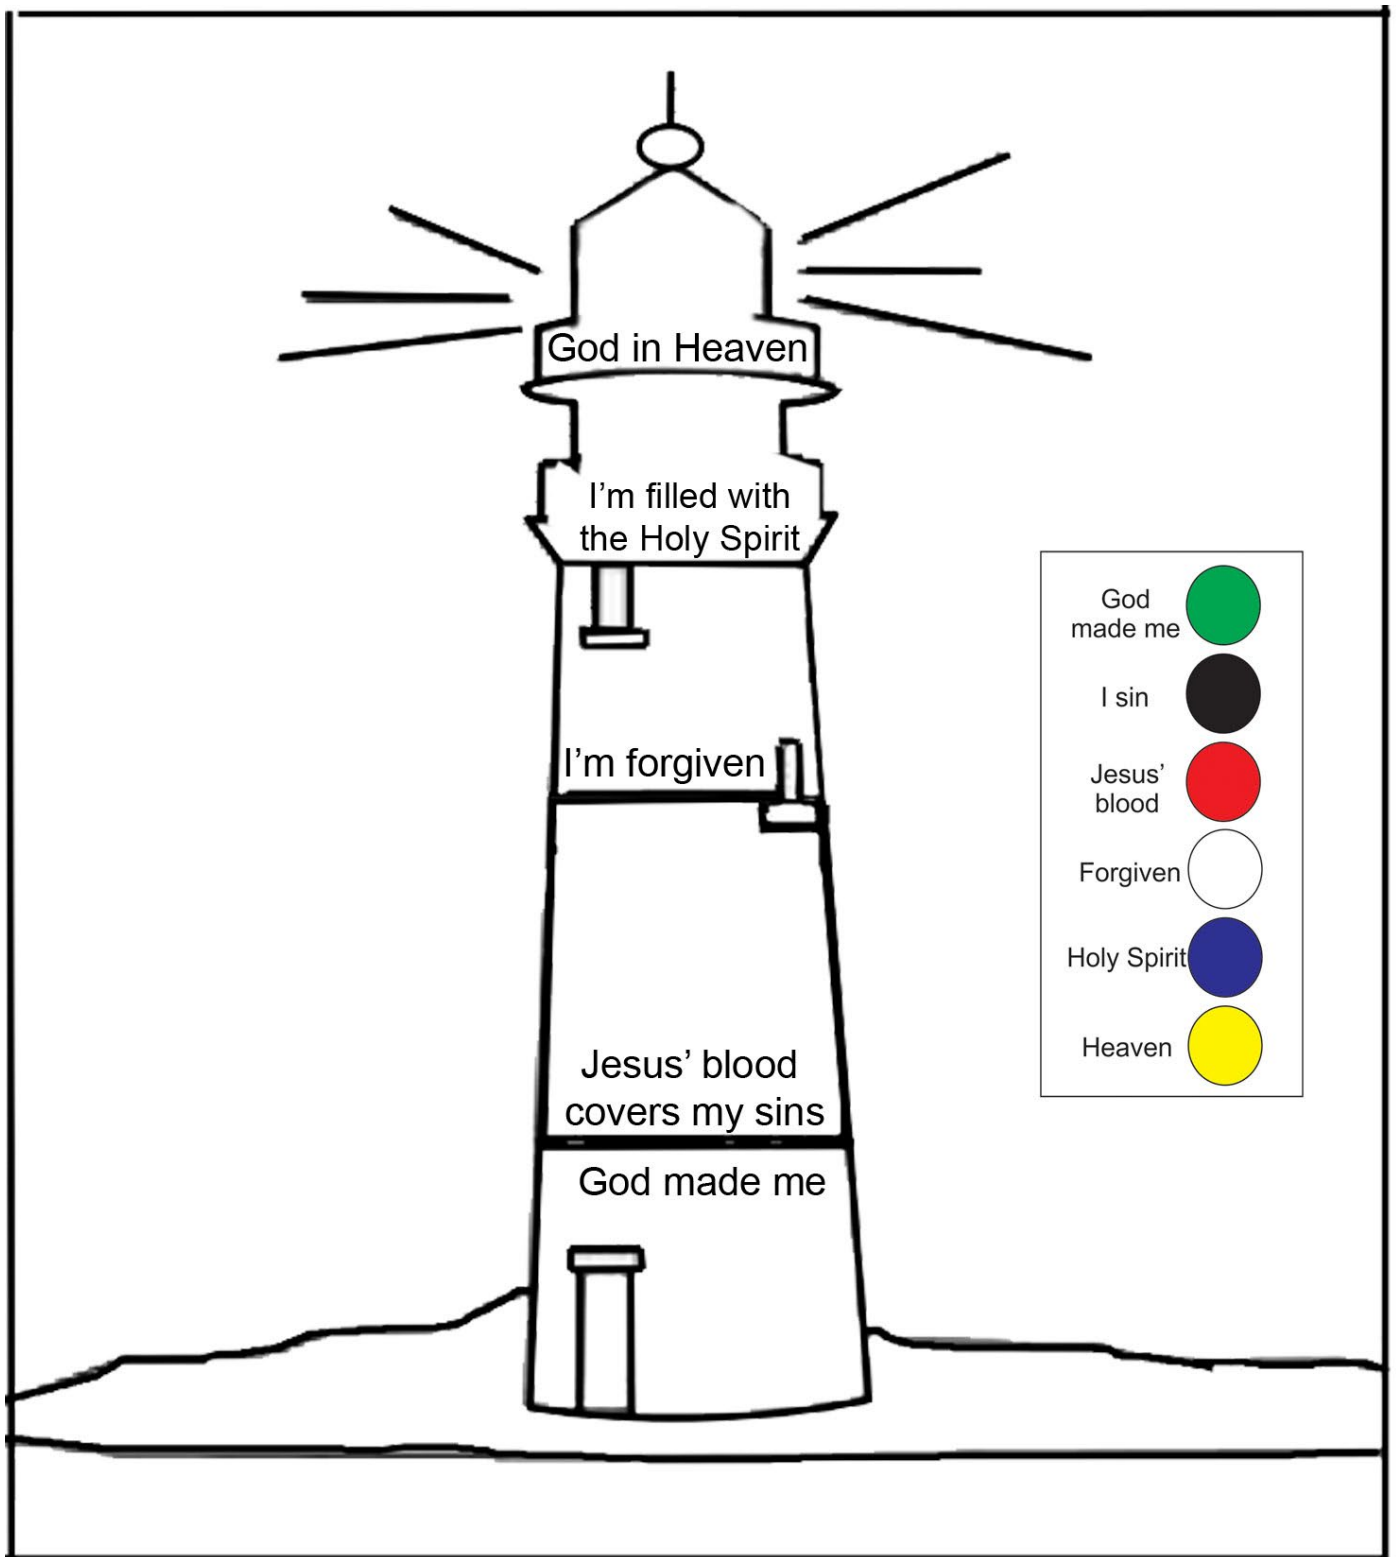 God in Heaven
I'm filled with
the Holy Spirit
I'm forgiven
Jesus' blood
covers my sins
God made me
God
made me
I sin
Jesus'
blood
Forgiven
Holy Spirit
Heaven